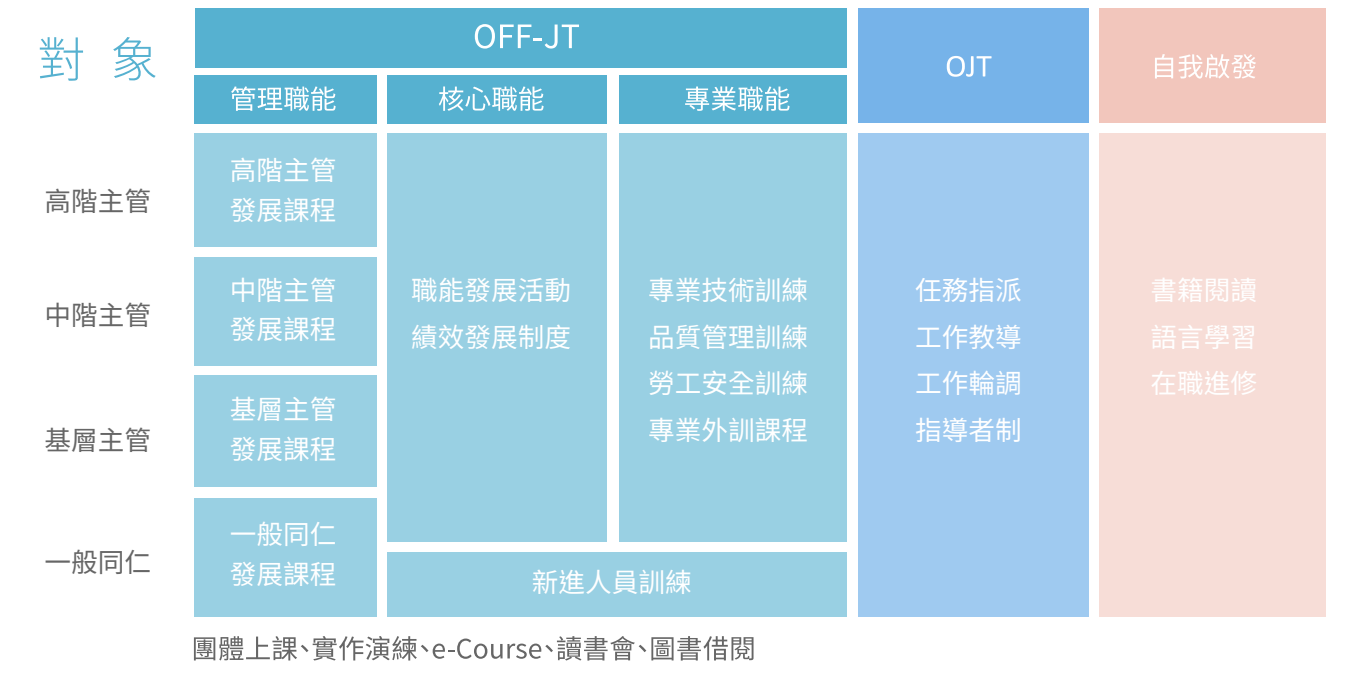 對 象
OFF-JT
OJT
自我啟發
管理職能
核心職能
專業職能
高階主管
高階主管
發展課程
中階主管
中階主管
發展課程
基層主管
基層主管
發展課程
一般同仁
一般同仁
發展課程
職能發展活動
績效發展制度
專業技術訓練
品質管理訓練
勞工安全訓練
專業外訓課程
新進人員訓練
任務指派
工作教導
工作輪調
指導者制
書籍閱讀
語言學習
在職進修
團體上課、實作演練、e-Course、讀書會、圖書借閱